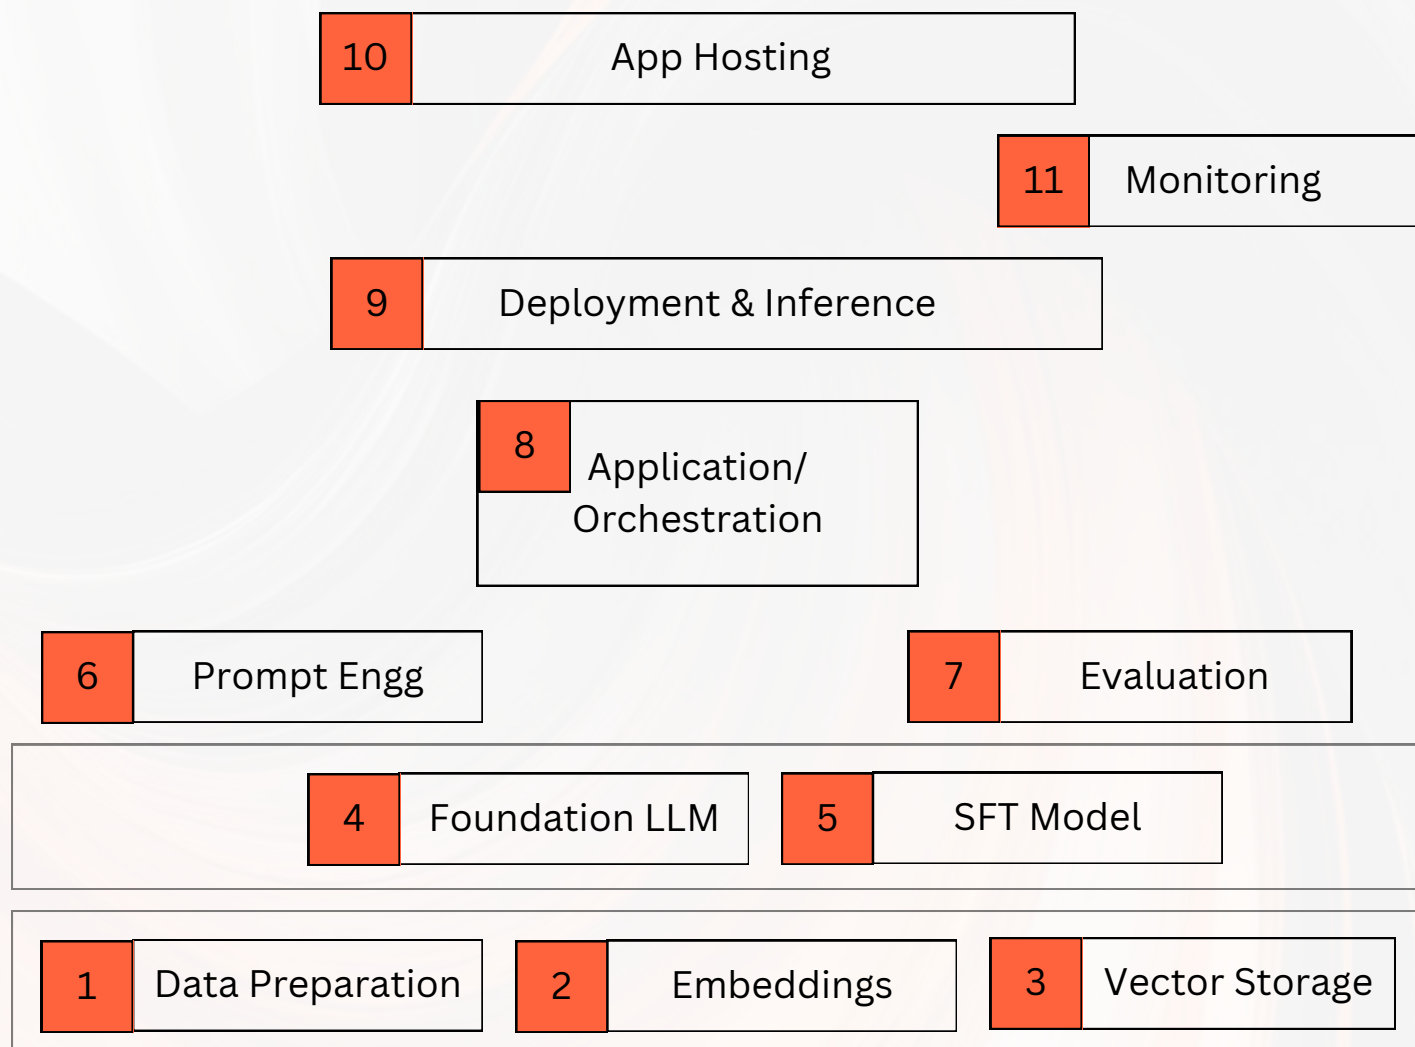 10 App Hosting
11 Monitoring
9 Deployment & Inference
8 Application/
Orchestration
6 Prompt Engg
7 Evaluation
4 Foundation LLM
5 SFT Model
1 Data Preparation
2 Embeddings
3 Vector Storage